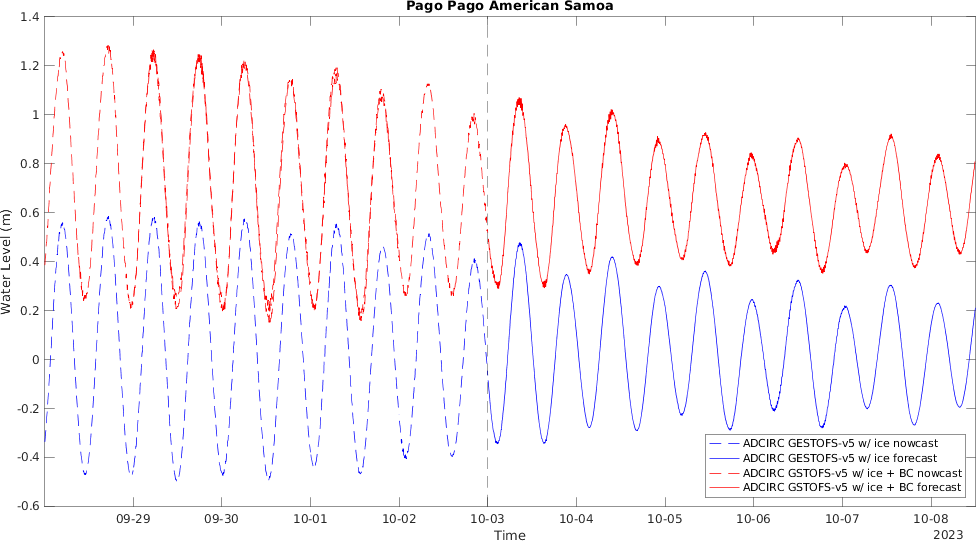 Pago Pago American Samoa
1.4
1.2
1
0.8
0.6
0.4
0.2
0
-0.2
-0.4
-0.6
Water Level (m)
ADCIRC GESTOFS-v5 w/ ice nowcast
ADCIRC GESTOFS-v5 w/ ice forecast
ADCIRC GSTOFS-v5 w/ ice + BC nowcast
ADCIRC GSTOFS-v5 w/ ice + BC forecast
09-29 09-30 10-01 10-02 10-03 10-04 10-05 10-06 10-07 10-08
Time 2023